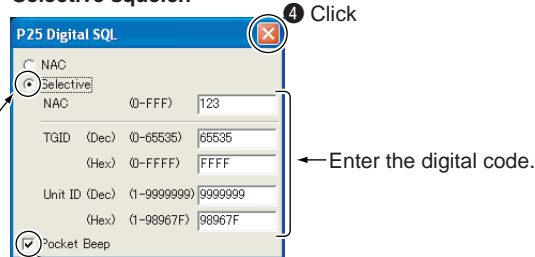 Selective squelch
❹ Click
P25 Digital SQL
NAC
Selective
NAC (0-FFF) 123
TGID (Dec) (0-65535) 65535
(Hex) (0-FFFF) FFFF
Enter the digital code.
Unit ID (Dec) (1-9999999) 9999999
(Hex) (1-98967F) 98967F
Pocket Beep